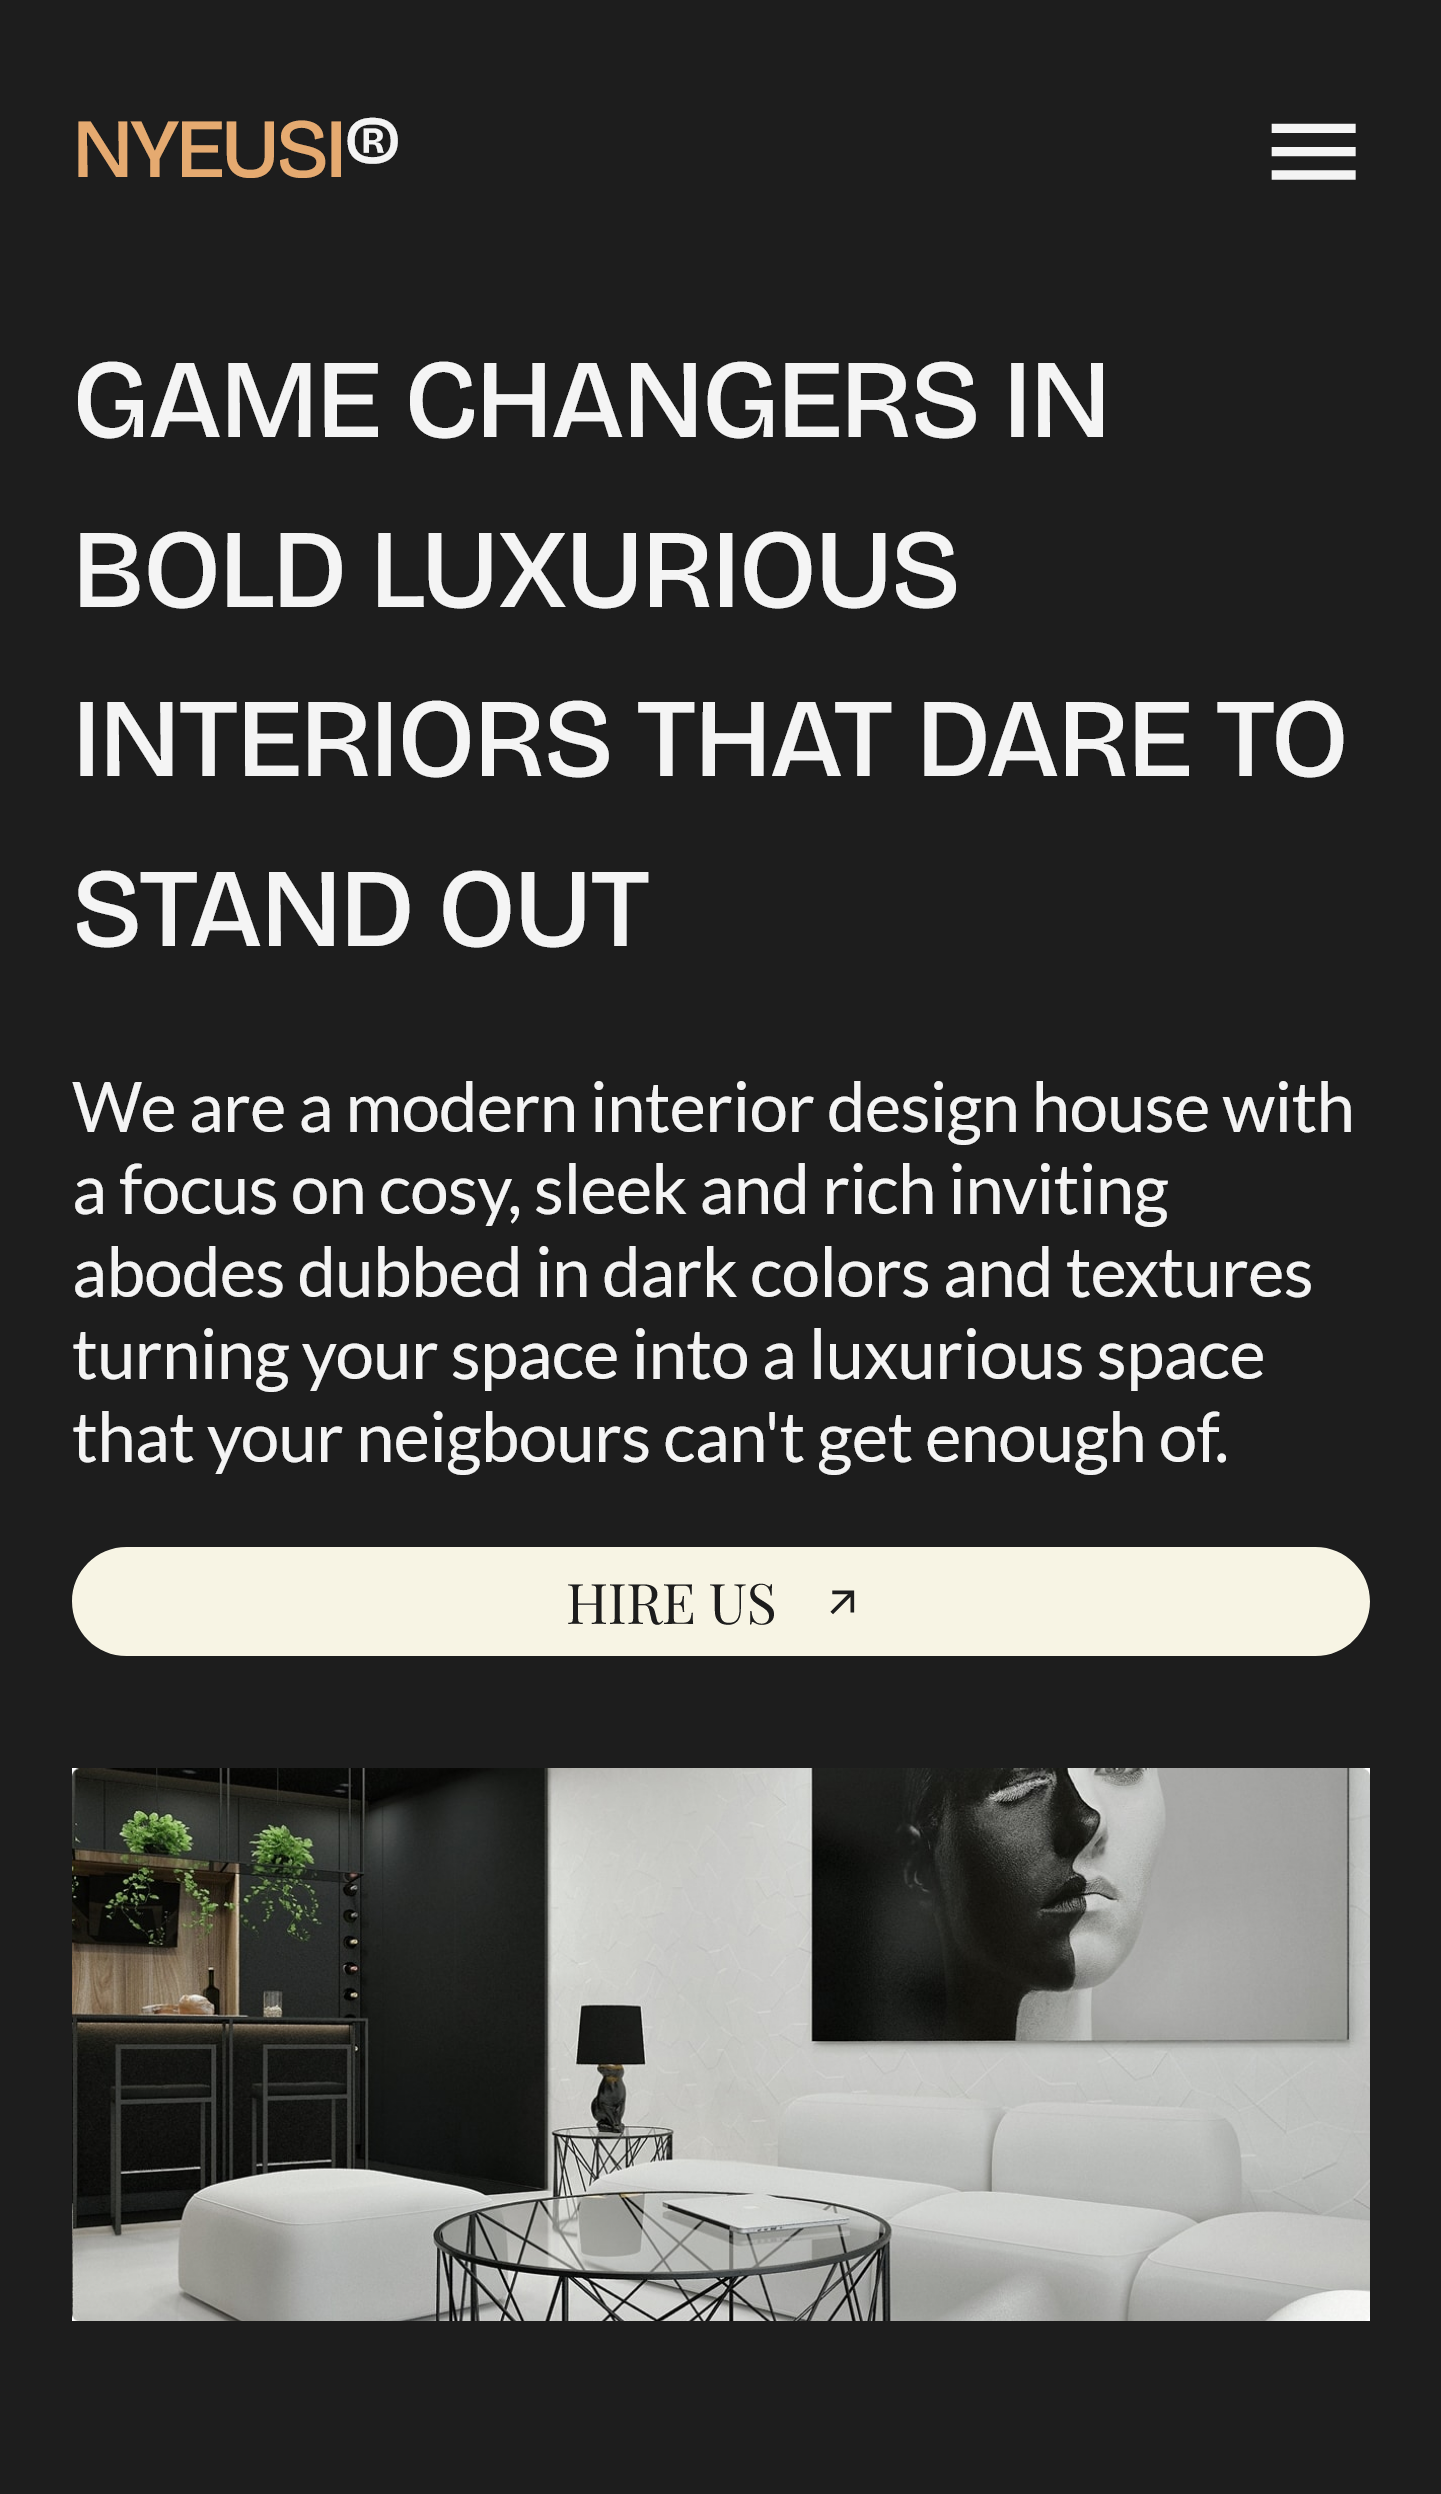 NYEUSI®
GAME CHANGERS IN
BOLD LUXURIOUS
INTERIORS THAT DARE TO
STAND OUT
We are a modern interior design house with
a focus on cosy, sleek and rich inviting
abodes dubbed in dark colors and textures
turning your space into a luxurious space
that your neigbours can't get enough of.
HIRE US